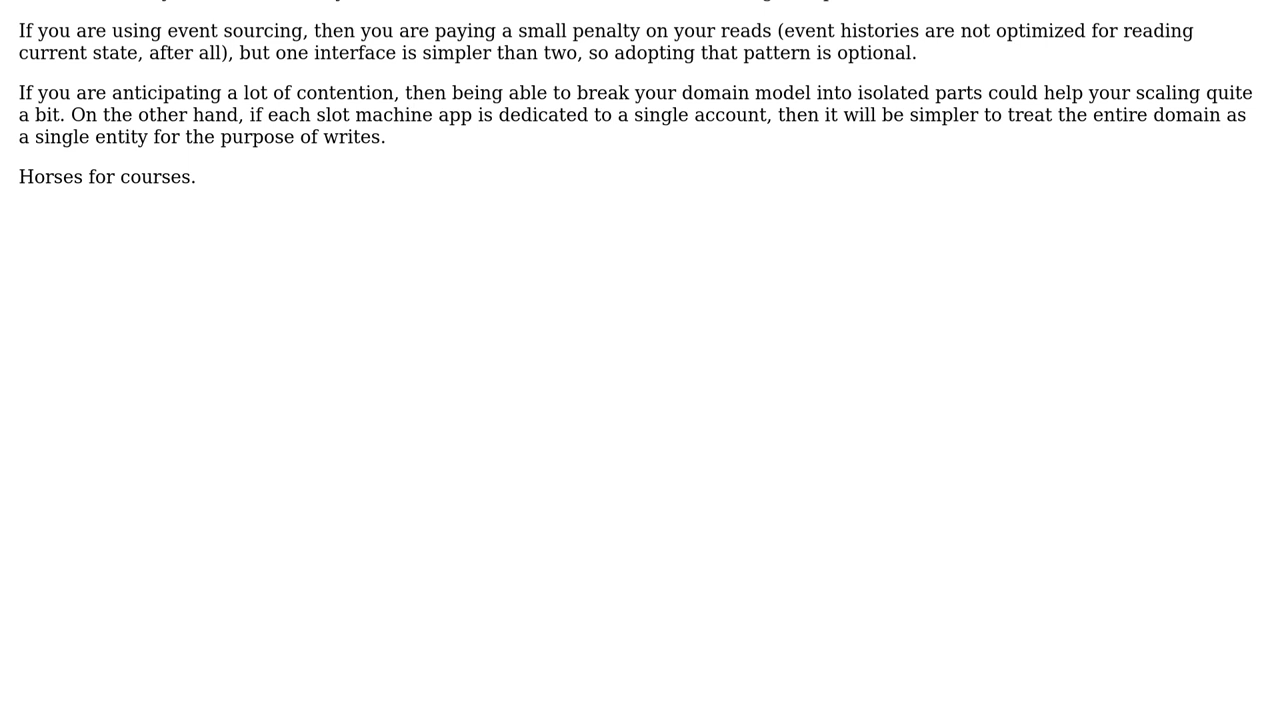 If you are using event sourcing, then you are paying a small penalty on your reads (event histories are not optimized for reading
current state, after all), but one interface is simpler than two, so adopting that pattern is optional.
If you are anticipating a lot of contention, then being able to break your domain model into isolated parts could help your scaling quite
a bit. On the other hand, if each slot machine app is dedicated to a single account, then it will be simpler to treat the entire domain as
a single entity for the purpose of writes.
Horses for courses.